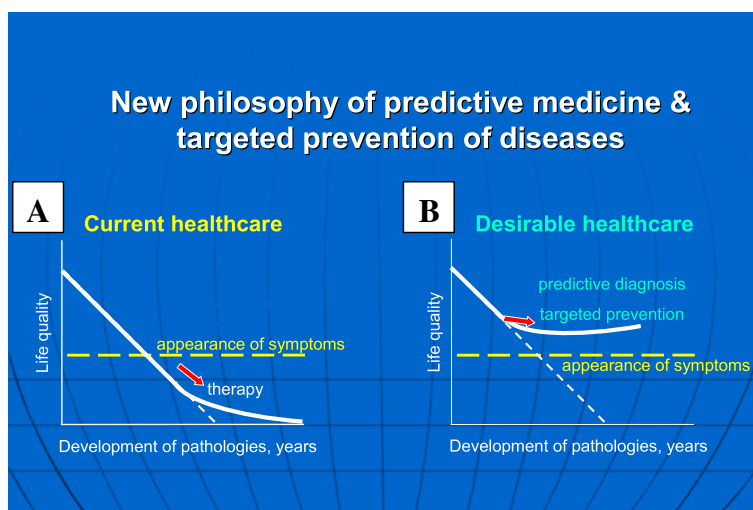 New philosophy of predictive medicine &
targeted prevention of diseases
A
Current healthcare
Life quality
appearance of symptoms
therapy
Development of pathologies, years
B
Desirable healthcare
Life quality
predictive diagnosis
targeted prevention
appearance of symptoms
Development of pathologies, years